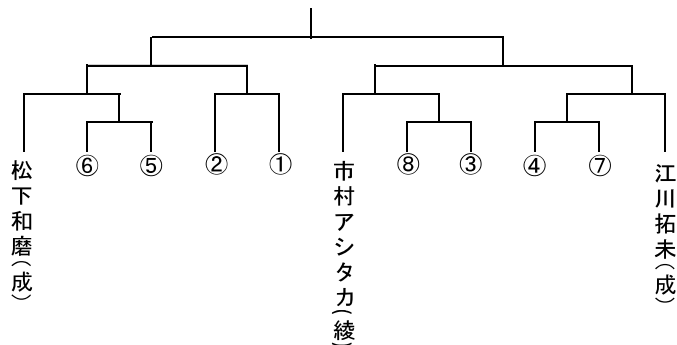 松下和磨(成)
⑥
⑤
②
①
市村アシタカ(綾
⑧
③
④
⑦
江川拓未(成)